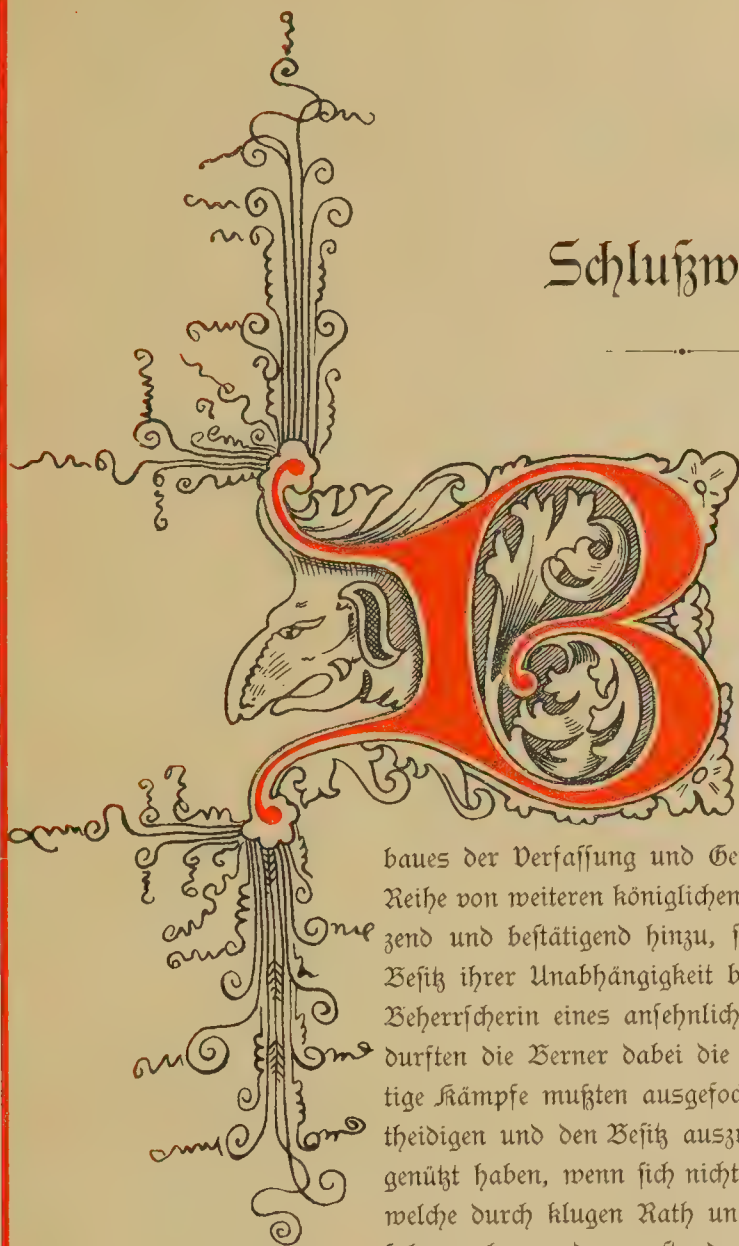 Schlußw
B
baues der Verfassung und Ge
Reihe von weiteren königlichen
zend und bestätigend hinzu, s
Besitz ihrer Unabhängigkeit b
Beherrscherin eines ansehnlich
durften die Berner dabei die
tige Kämpfe mußten ausgefoc
theidigen und den Besitz auszu
genützt haben, wenn sich nicht
welche durch klugen Rath un